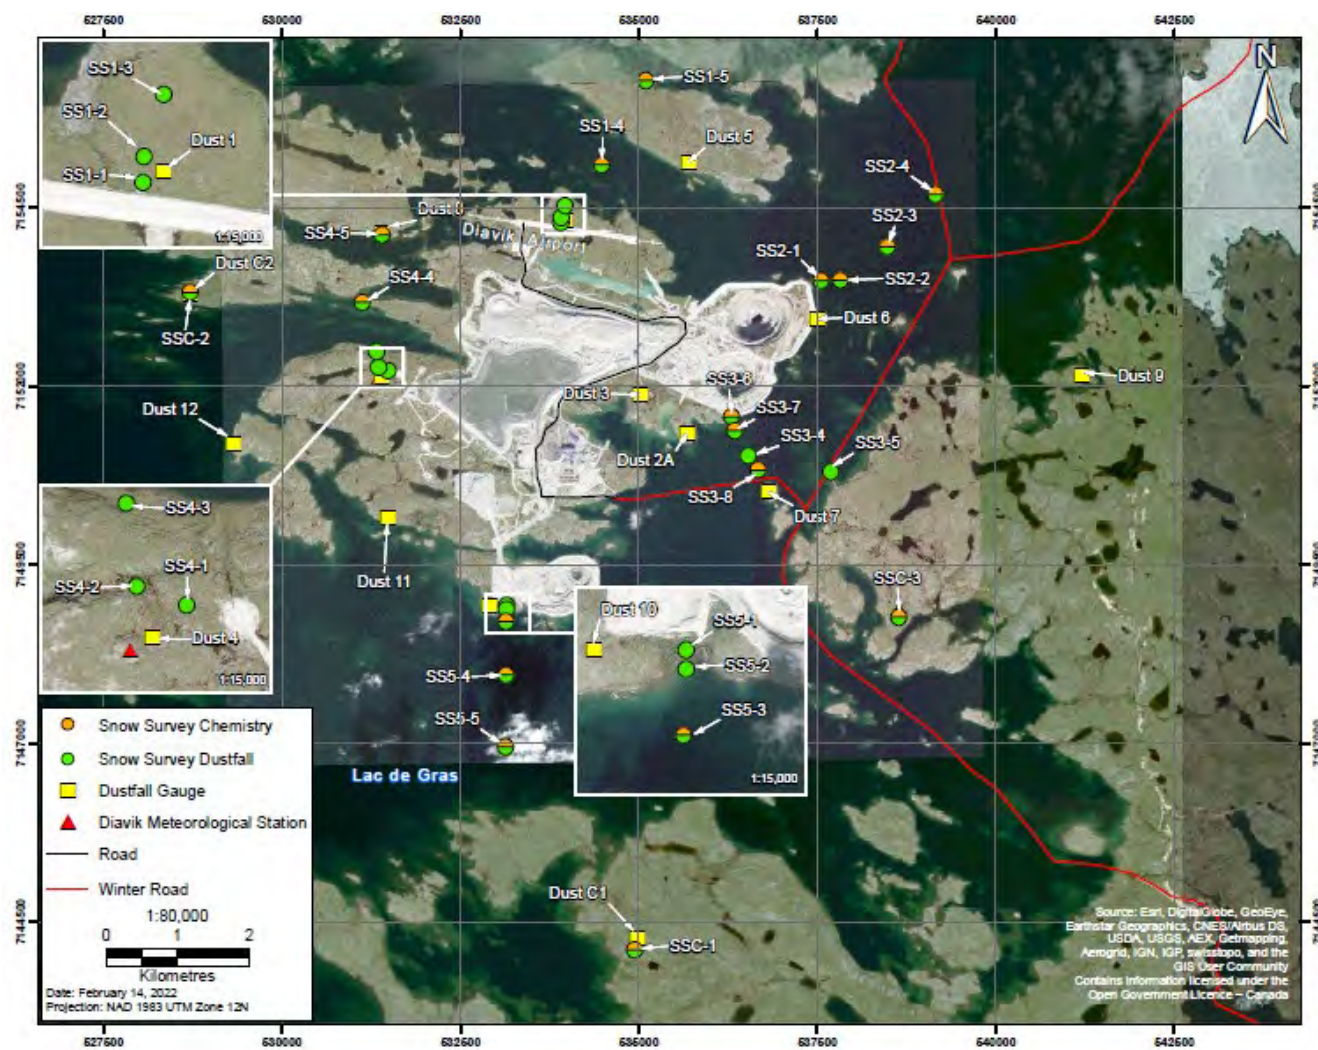 627500 630000 632500 635000 637500 640000 642500
SS1-3
SS1-2
Dust 1
SS1-1
1:15,000
SS1-5
SS1-4
Dust 5
N
SS2-4
SS2-3
SS2-1
SS2-2
SS4-5
Diavik Airport
Dust C2
SS4-4
SSC-2
Dust 6
Dust 9
Dust 3
SS3-6
SS3-7
SS3-4
SS3-5
Dust 12
Dust 2A
SS3-8
Dust 7
SS4-3
SS4-1
SS4-2
Dust 4
1:15,000
Dust 11
SSC-3
Dust 10
SS5-1
SS5-2
SS5-3
1:15,000
SS5-4
SS5-5
Lac de Gras
Dust C1
SSC-1
7152000
7149500
7147000
7144500
7154500
Snow Survey Chemistry
Snow Survey Dustfall
Dustfall Gauge
Diavik Meteorological Station
Road
Winter Road
1:80,000
0 1 2
Kilometres
Date: February 14, 2022
Projection: NAD 1983 UTM Zone 12N
Source: Esri, DigitalGlobe, GeoEye,
Earthstar Geographics, CNES/Airbus DS,
USDA, USGS, AEX, Getmapping,
Aerogrid, IGN, IGP, swisstopo, and the
GIS User Community
Contains information licensed under the
Open Government Licence – Canada
627500 630000 632500 635000 637500 640000 642500